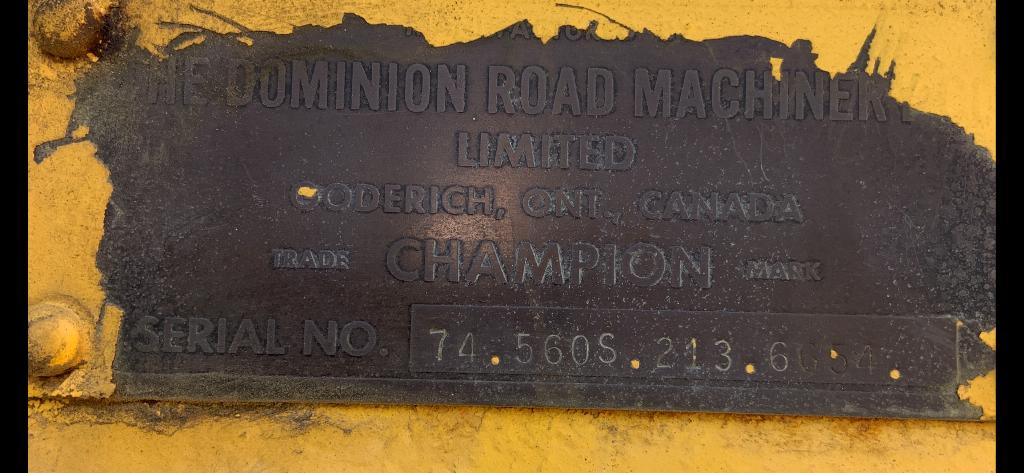 THE DOMINION ROAD MACHINERY
LIMITED
GODERICH, ONT., CANADA
TRADE CHAMPION MARK
SERIAL NO. 74.560S.213.6054.